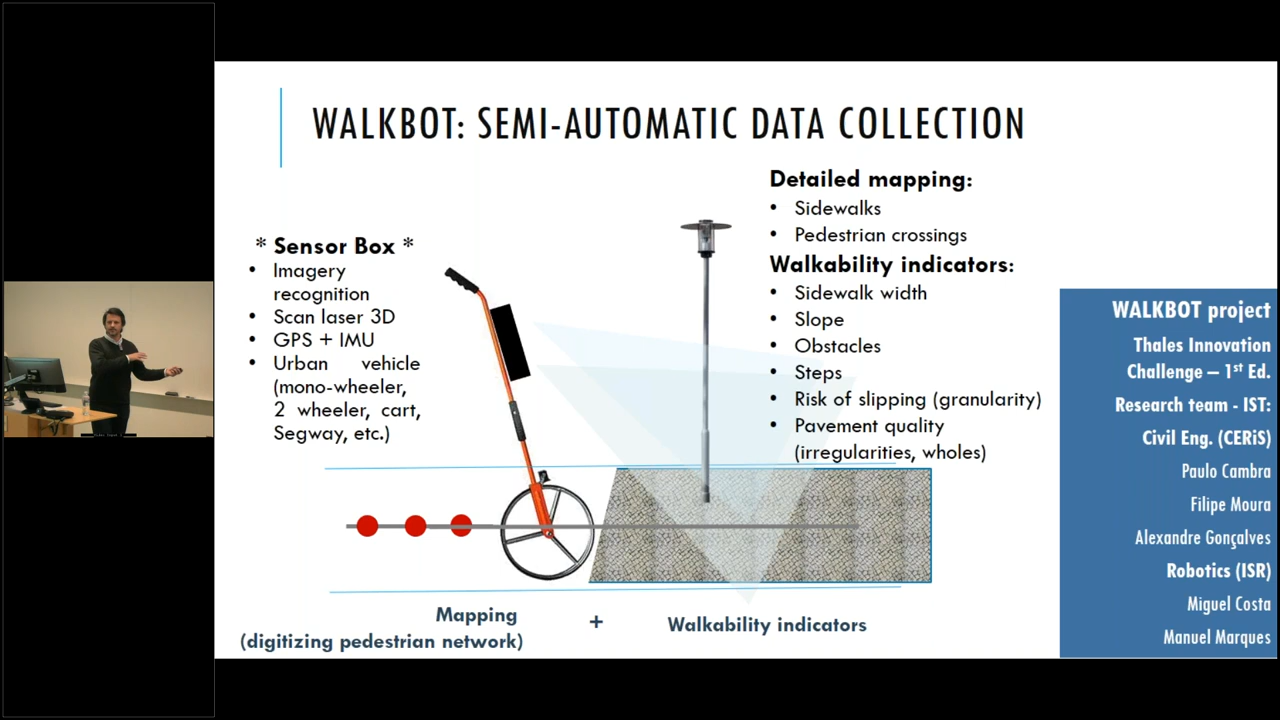 WALKBOT: SEMI-AUTOMATIC DATA COLLECTION
* Sensor Box *
• Imagery
recognition
• Scan laser 3D
• GPS + IMU
• Urban vehicle
(mono-wheeler,
2 wheeler, cart,
Segway, etc.)
Detailed mapping:
• Sidewalks
• Pedestrian crossings
Walkability indicators:
• Sidewalk width
• Slope
• Obstacles
• Steps
• Risk of slipping (granularity)
• Pavement quality
(irregularities, wholes)
Mapping
(digitizing pedestrian network)
+
Walkability indicators
WALKBOT project
Thales Innovation
Challenge – 1st Ed.
Research team - IST:
Civil Eng. (CERiS)
Paulo Cambra
Filipe Moura
Alexandre Gonçalves
Robotics (ISR)
Miguel Costa
Manuel Marques